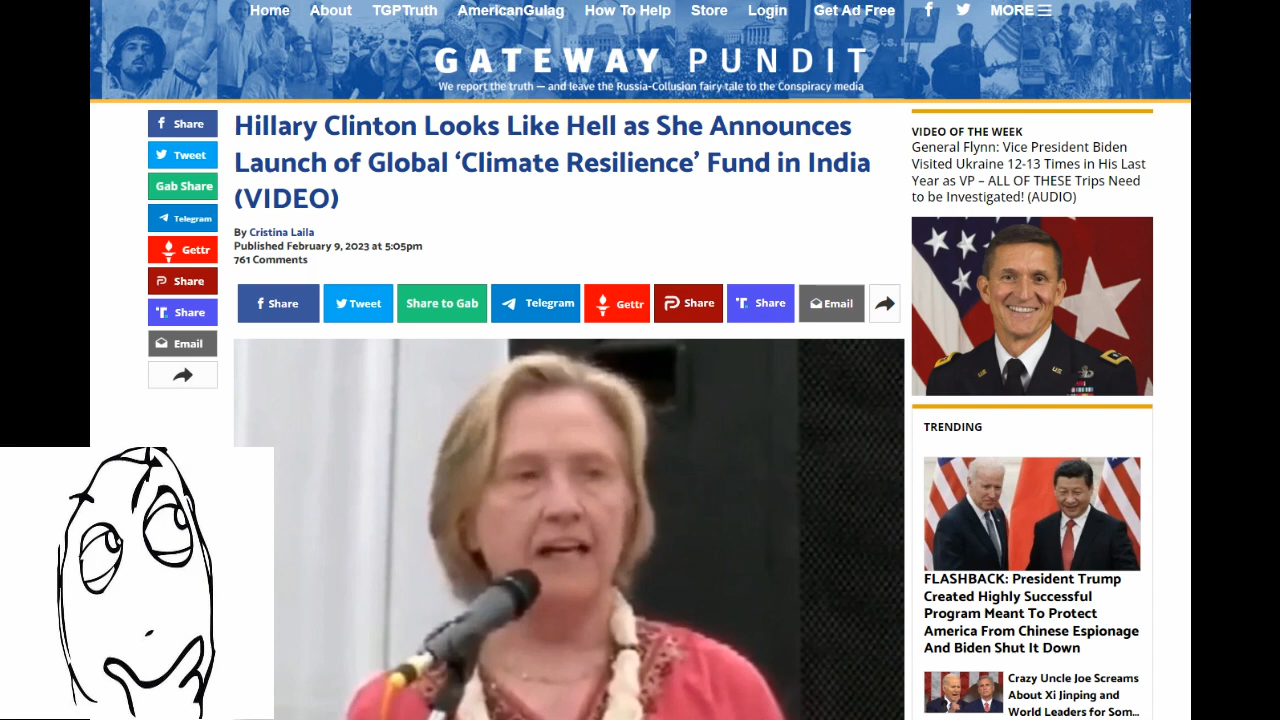 Home About TGPTruth AmericanGulag How To Help Store Login Get Ad Free MORE
GATEWAY PUNDIT
We report the truth — and leave the Russia-Collusion fairy tale to the Conspiracy media
Share
Tweet
Gab Share
Telegram
Gettr
Share
Share
Email
Hillary Clinton Looks Like Hell as She Announces
Launch of Global ‘Climate Resilience’ Fund in India
(VIDEO)
By Cristina Laila
Published February 9, 2023 at 5:05pm
761 Comments
Share Tweet Share to Gab Telegram Gettr Share Share Email
VIDEO OF THE WEEK
General Flynn: Vice President Biden
Visited Ukraine 12-13 Times in His Last
Year as VP – ALL OF THESE Trips Need
to be Investigated! (AUDIO)
TRENDING
FLASHBACK: President Trump
Created Highly Successful
Program Meant To Protect
America From Chinese Espionage
And Biden Shut It Down
Crazy Uncle Joe Screams
About Xi Jinping and
World Leaders for Som...